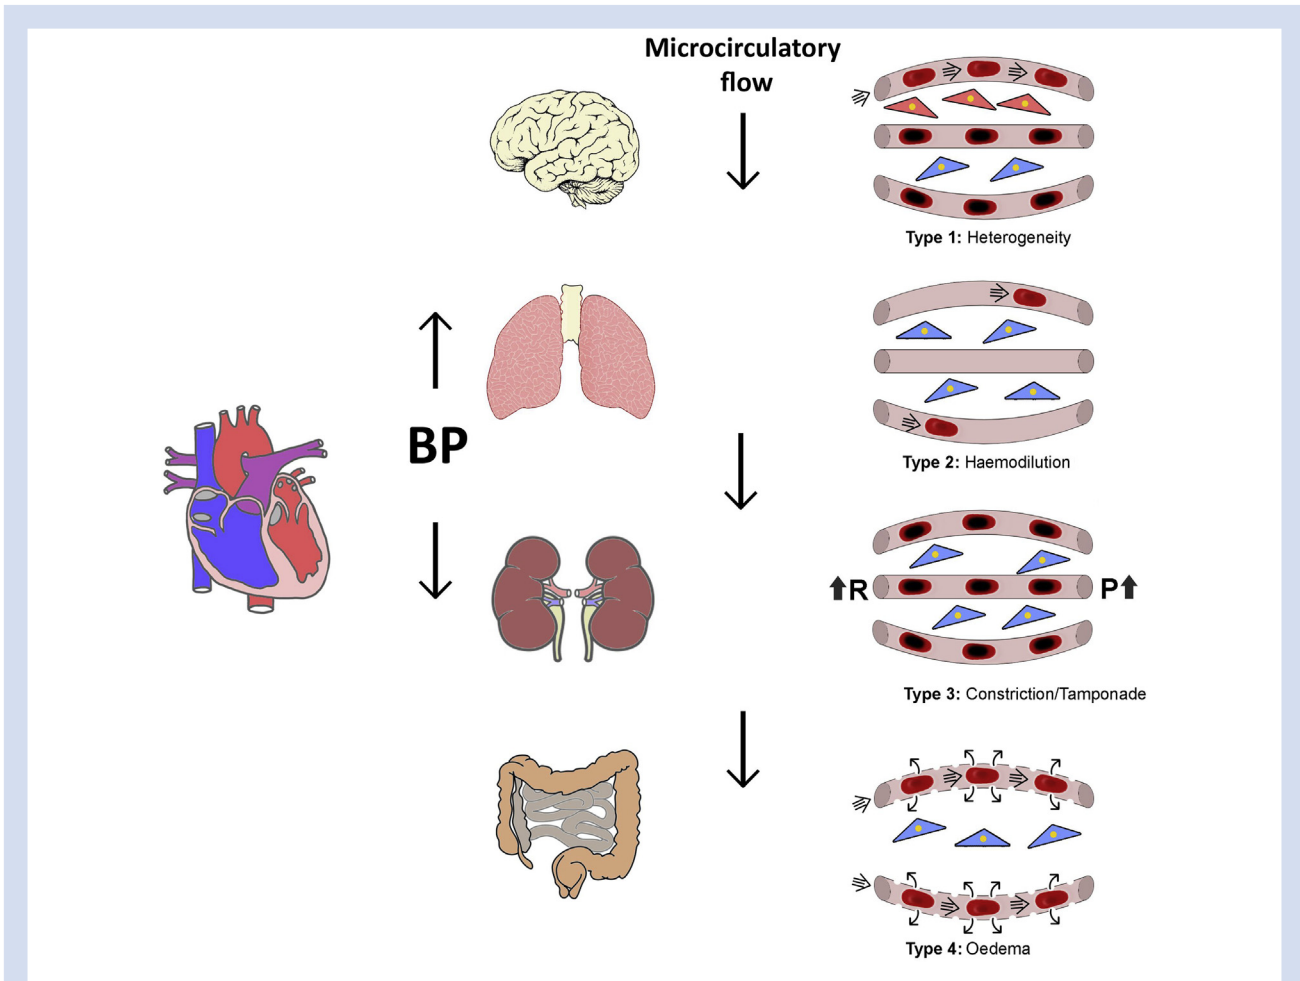 Microcirculatory
flow
Type 1: Heterogeneity
BP
Type 2: Haemodilution
R
P
Type 3: Constriction/Tamponade
Type 4: Oedema